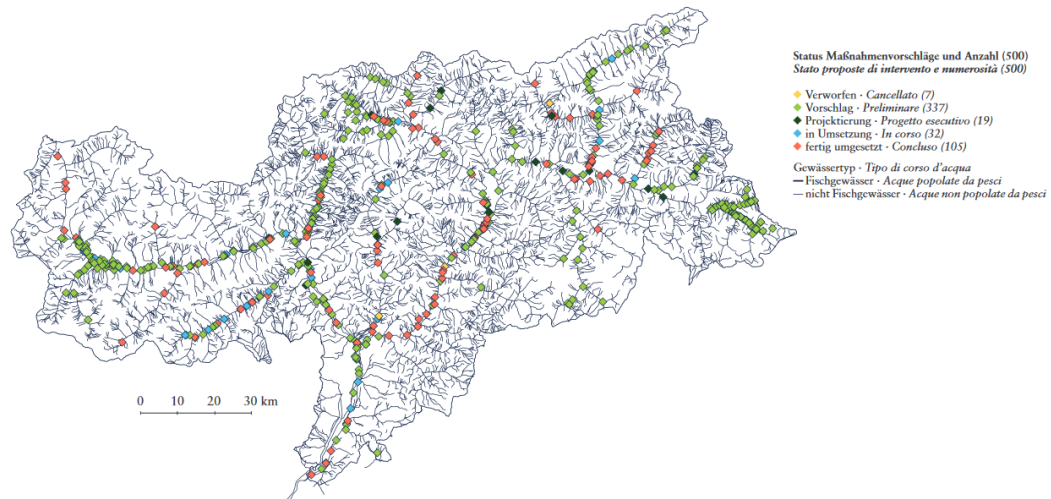 Status Maßnahmenvorschläge und Anzahl (500)
Stato proposte di intervento e numerosità (500)
Verworfen · Cancellato (7)
Vorschlag · Preliminare (337)
Projektierung · Progetto esecutivo (19)
in Umsetzung · In corso (32)
fertig umgesetzt · Concluso (105)
Gewässertyp · Tipo di corso d'acqua
Fischgewässer · Acque popolate da pesci
nicht Fischgewässer · Acque non popolate da pesci
0 10 20 30 km